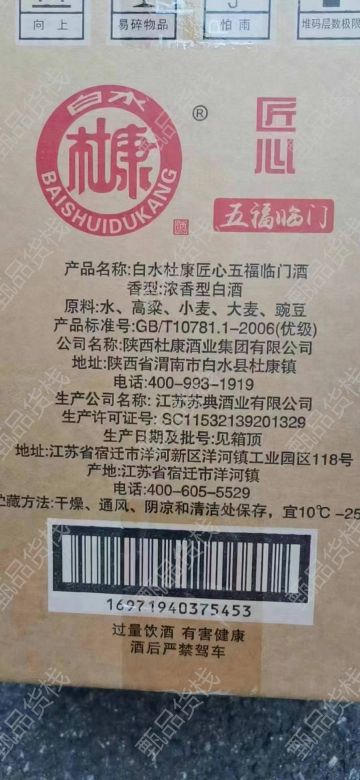 向上
易碎物品
怕雨
堆码层数极限
白水
杜康
BAISHUIDUKANG
®
匠心
五福临门
产品名称:白水杜康匠心五福临门酒
香型:浓香型白酒
原料:水、高粱、小麦、大麦、豌豆
产品标准号:GB/T10781.1-2006(优级)
公司名称:陕西杜康酒业集团有限公司
地址:陕西省渭南市白水县杜康镇
电话:400-993-1919
生产公司名称:江苏苏典酒业有限公司
生产许可证号:SC11532139201329
生产日期及批号:见箱顶
地址:江苏省宿迁市洋河新区洋河镇工业园区118号
产地:江苏省宿迁市洋河镇
电话:400-605-5529
贮藏方法:干燥、通风、阴凉和清洁处保存，宜10℃-25
16971940375453
过量饮酒 有害健康
酒后严禁驾车
甄品货栈